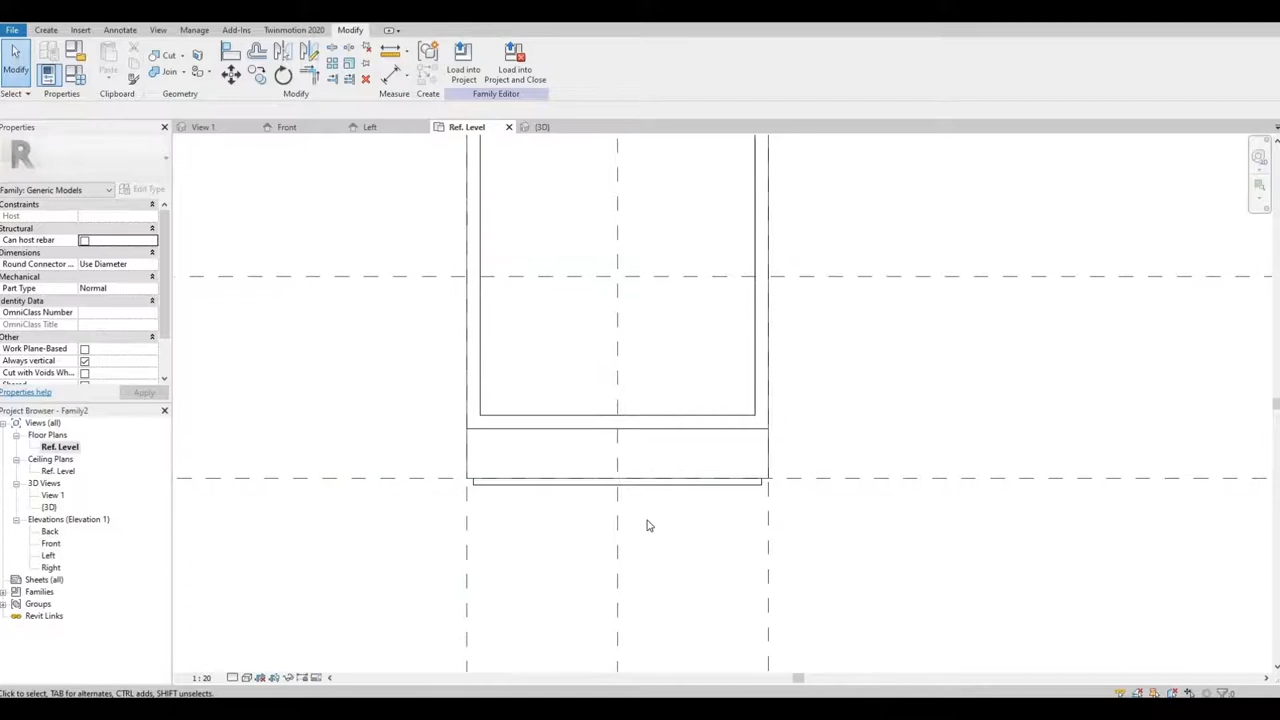 File Create Insert Annotate View Manage Add-Ins Twinmotion 2020 Modify
Modify
Paste
Cut
Join
Load into
Project
Load into
Project and Close
Select Properties Clipboard Geometry Modify Measure Create Family Editor
Properties
View 1
Front
Left
Ref. Level
{3D}
R
Family: Generic Models
Edit Type
Constraints
Host
Structural
Can host rebar
Dimensions
Round Connector ... Use Diameter
Mechanical
Part Type Normal
Identity Data
OmniClass Number
OmniClass Title
Other
Work Plane-Based
Always vertical
Cut with Voids Wh...
Properties help
Apply
Project Browser - Family2
Views (all)
Floor Plans
Ref. Level
Ceiling Plans
Ref. Level
3D Views
View 1
{3D}
Elevations (Elevation 1)
Back
Front
Left
Right
Sheets (all)
Families
Groups
Revit Links
1 : 20
Click to select, TAB for alternates, CTRL adds, SHIFT unselects.